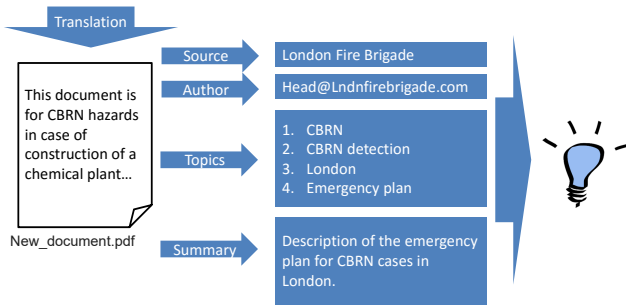 Translation
This document is
for CBRN hazards
in case of
construction of a
chemical plant…
New_document.pdf
Source
London Fire Brigade
Author
Head@Lndnfirebrigade.com
Topics
1. CBRN
2. CBRN detection
3. London
4. Emergency plan
Summary
Description of the emergency
plan for CBRN cases in
London.